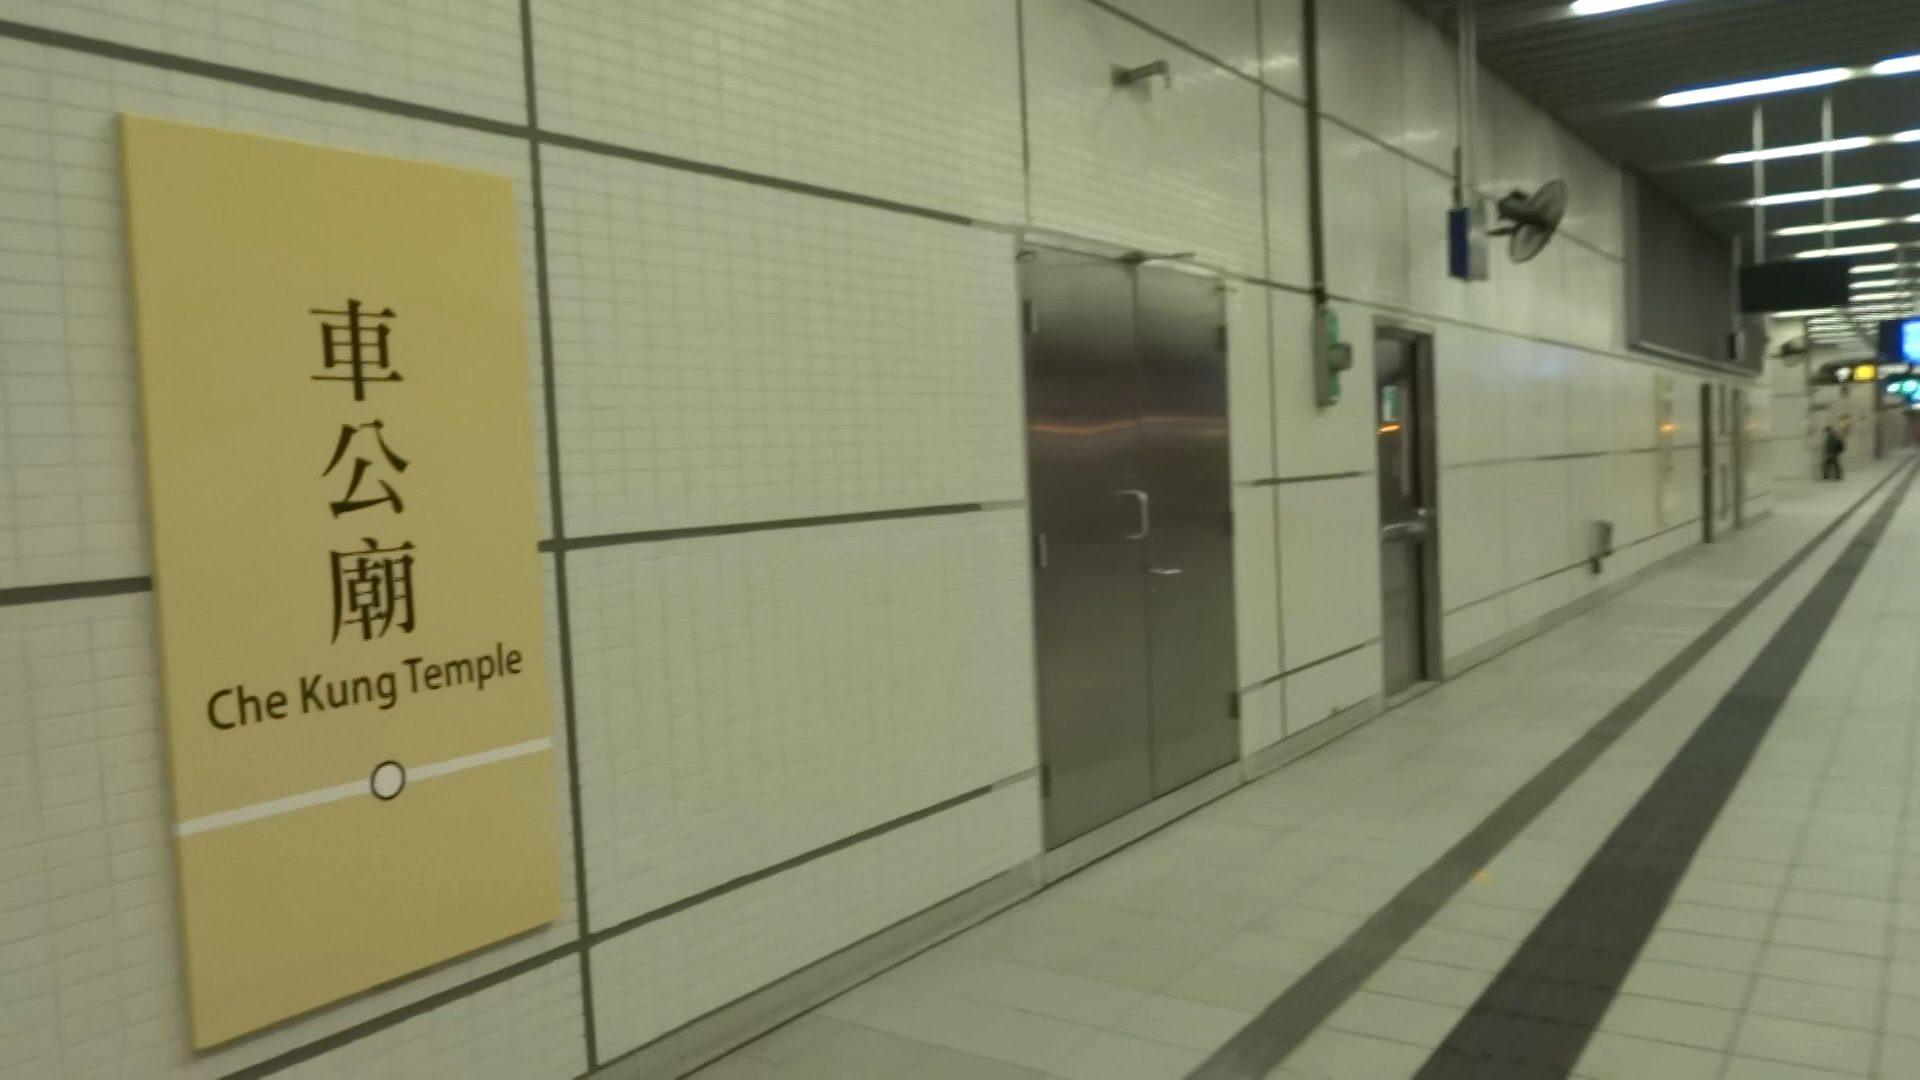 車公廟
Che Kung Temple